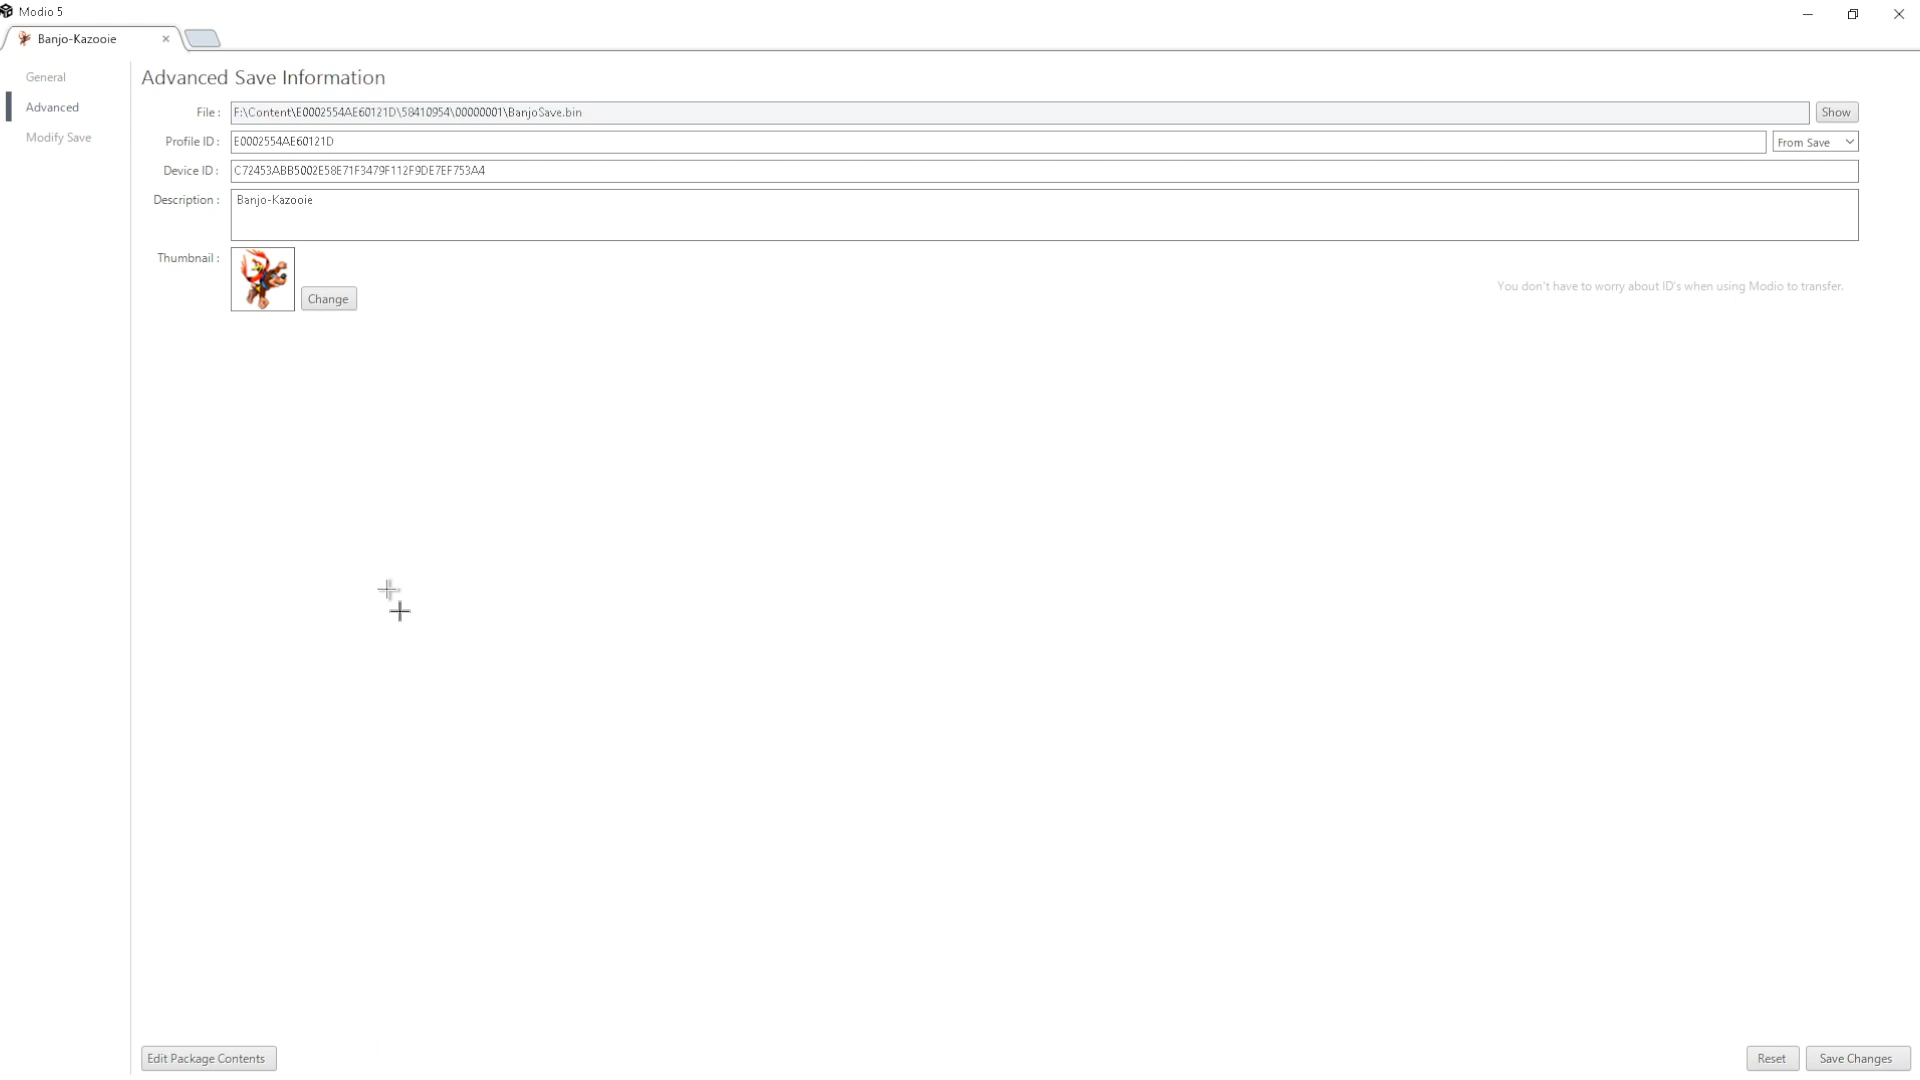 Modio 5
Banjo-Kazooie
General
Advanced
Modify Save
Advanced Save Information
File : F:\Content\E0002554AE60121D\58410954\00000001\BanjoSave.bin Show
Profile ID : E0002554AE60121D From Save
Device ID : C72453ABB5002E58E71F3479F112F9DE7EF753A4
Description : Banjo-Kazooie
Thumbnail :
Change
You don't have to worry about ID's when using Modio to transfer.
Edit Package Contents Reset Save Changes